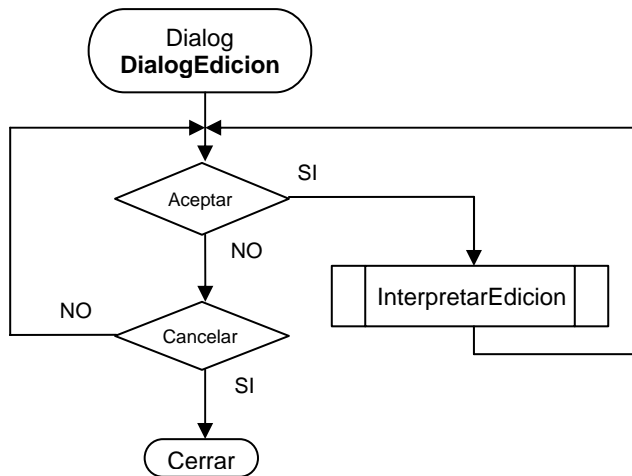 Dialog
DialogEdicion
SI
Aceptar
NO
InterpretarEdicion
NO
Cancelar
SI
Cerrar